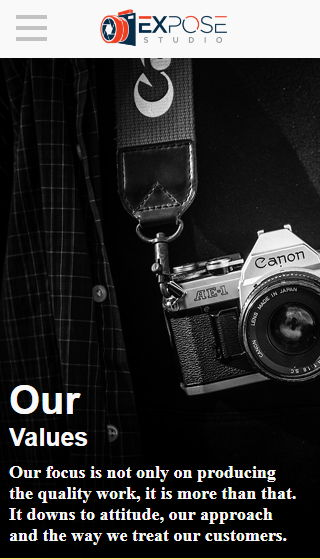 EXPOSE
STUDIO
Ca
Canon
AE-1
CANON LENS MADE IN JAPAN
Our
Values
Our focus is not only on producing
the quality work, it is more than that.
It downs to attitude, our approach
and the way we treat our customers.